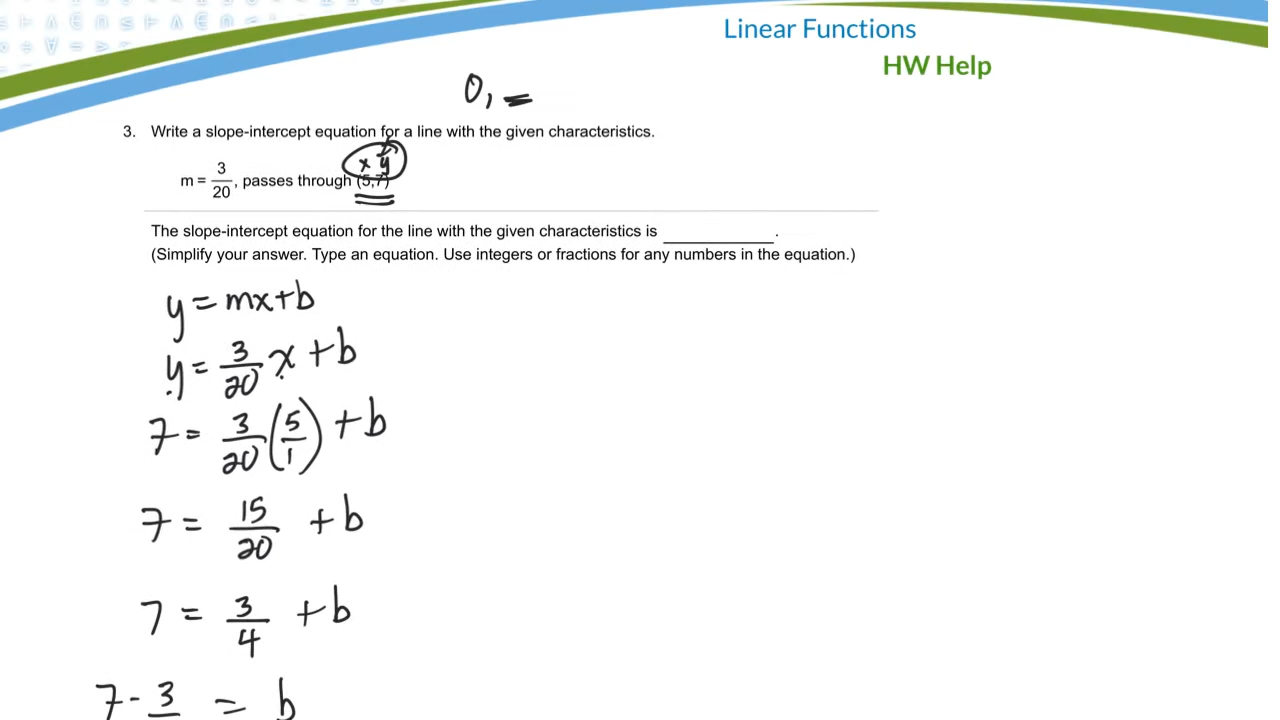 Linear Functions
HW Help
0, =
3. Write a slope-intercept equation for a line with the given characteristics.
x y
m = 3/20, passes through (5,7)
The slope-intercept equation for the line with the given characteristics is ____________.
(Simplify your answer. Type an equation. Use integers or fractions for any numbers in the equation.)
y = mx+b
y = 3/20 x + b
7 = 3/20 (5/1) + b
7 = 15/20 + b
7 = 3/4 + b
7 - 3 = b